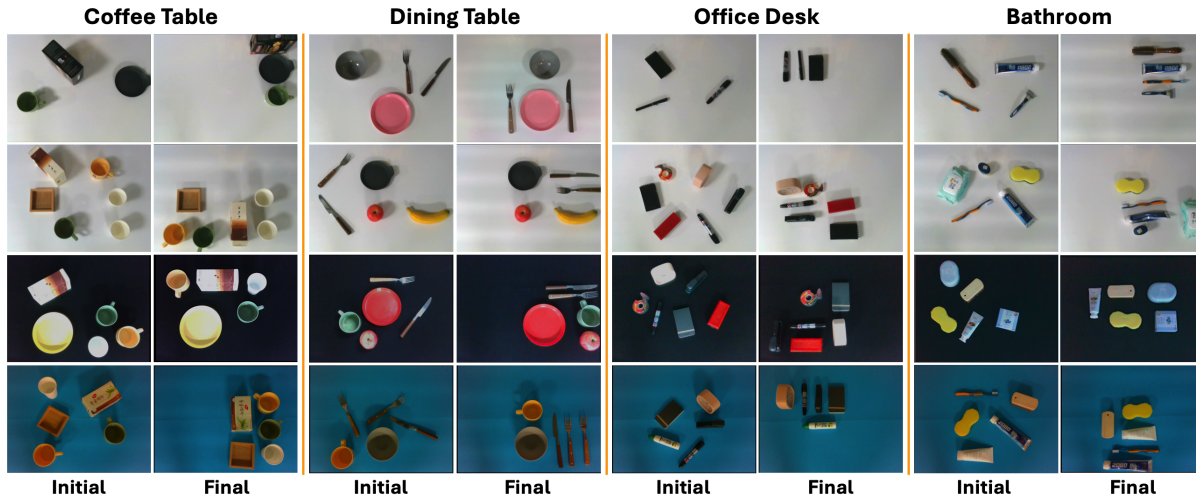 Coffee Table
Dining Table
Office Desk
Bathroom
Initial
Final
Initial
Final
Initial
Final
Initial
Final